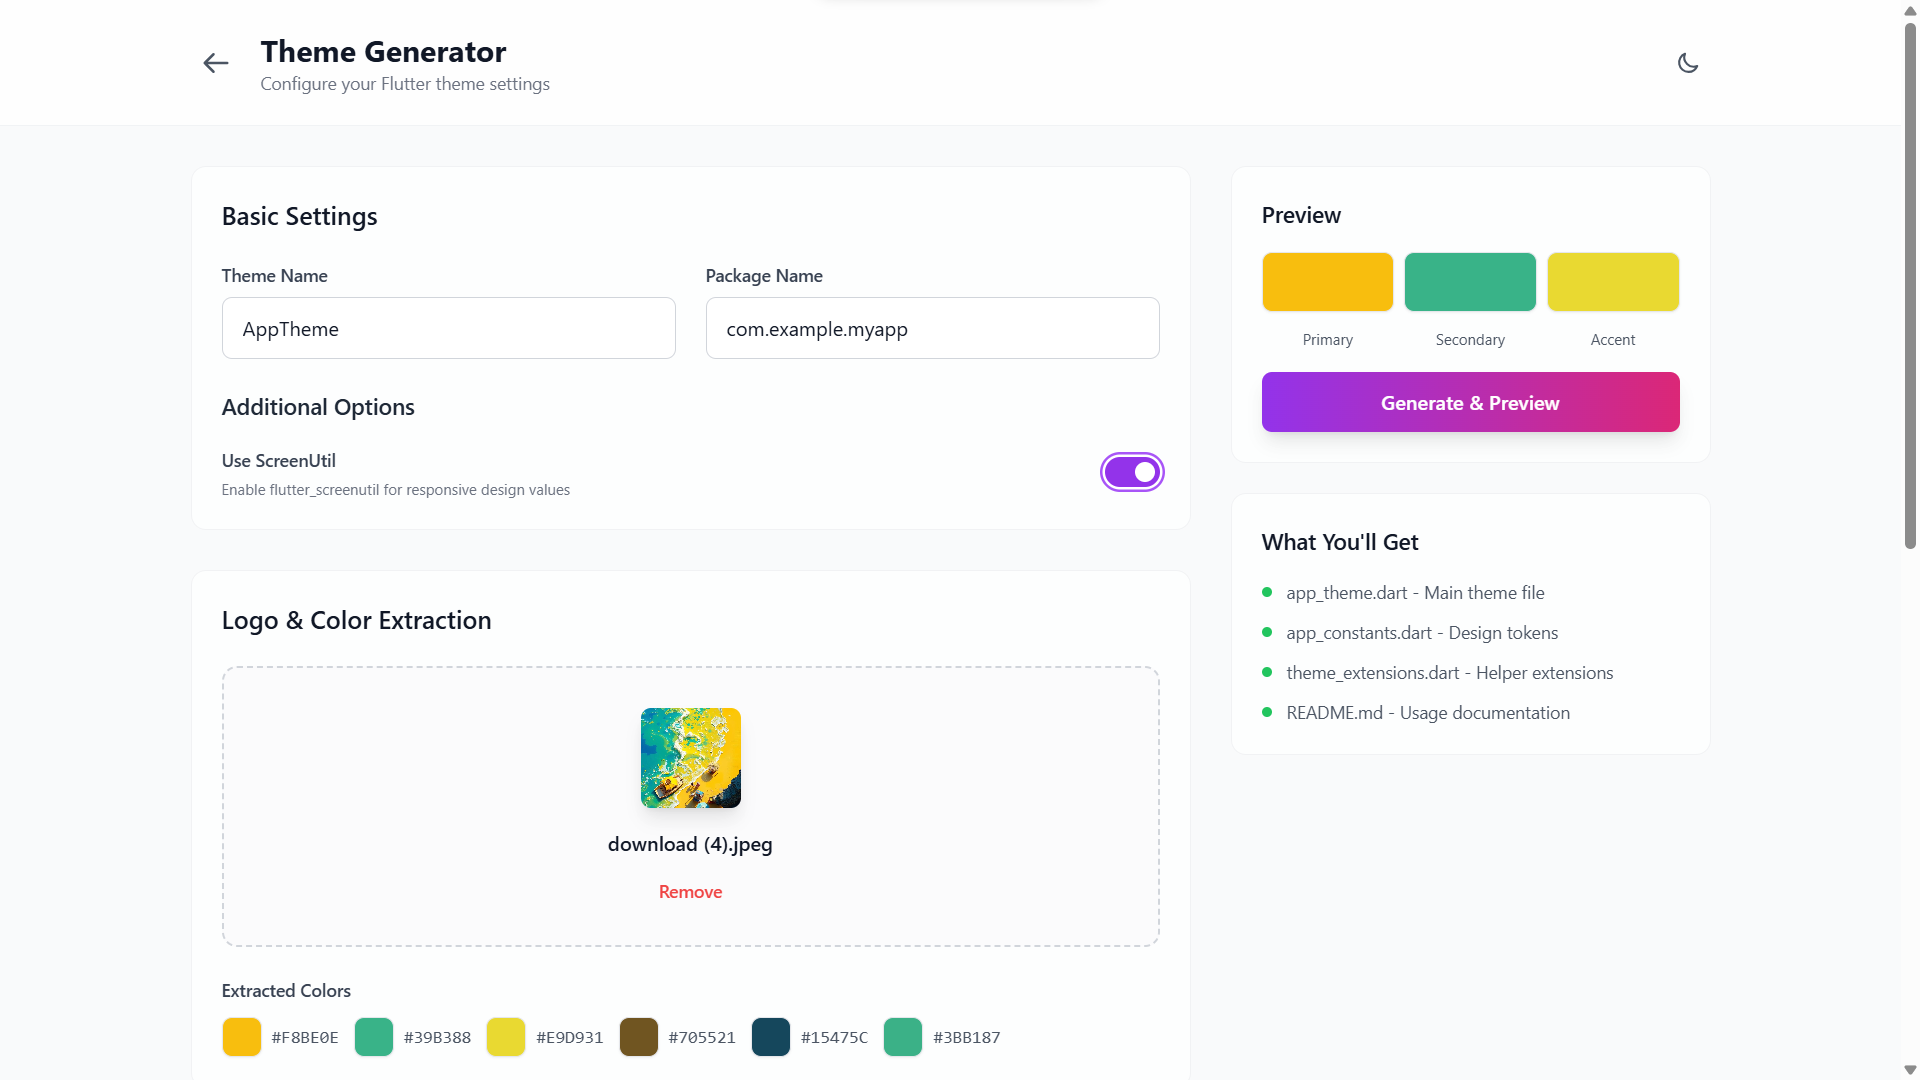 Theme Generator
Configure your Flutter theme settings
Basic Settings
Theme Name
Package Name
AppTheme
com.example.myapp
Additional Options
Use ScreenUtil
Enable flutter_screenutil for responsive design values
Logo & Color Extraction
download (4).jpeg
Remove
Extracted Colors
#F8BE0E
#39B388
#E9D931
#705521
#15475C
#3BB187
Preview
Primary
Secondary
Accent
Generate & Preview
What You'll Get
app_theme.dart - Main theme file
app_constants.dart - Design tokens
theme_extensions.dart - Helper extensions
README.md - Usage documentation